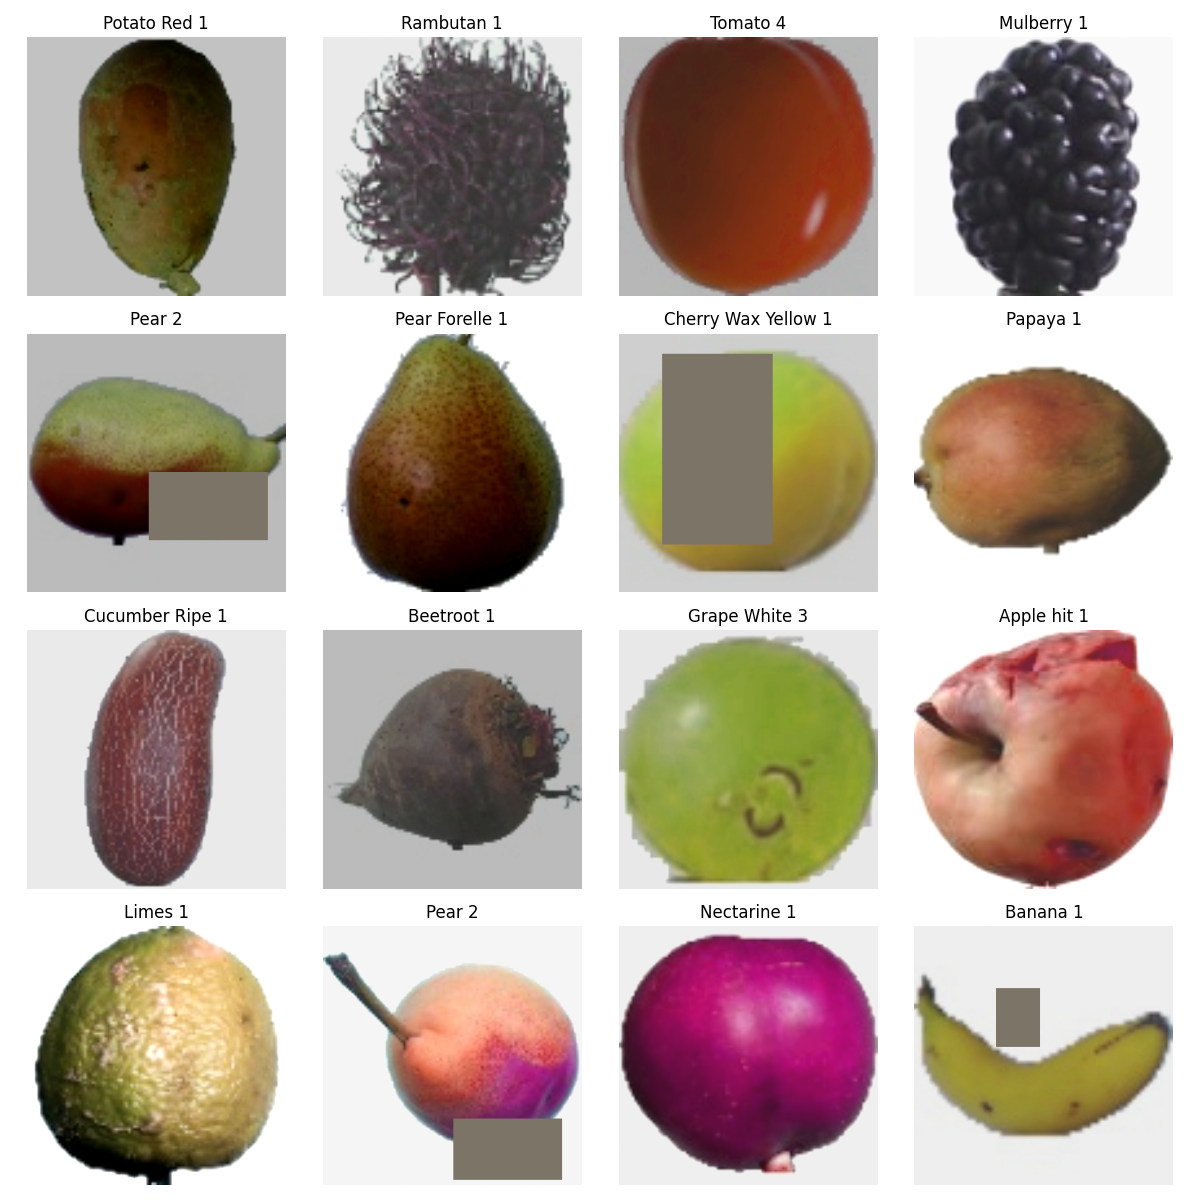 Potato Red 1
Rambutan 1
Tomato 4
Mulberry 1
Pear 2
Pear Forelle 1
Cherry Wax Yellow 1
Papaya 1
Cucumber Ripe 1
Beetroot 1
Grape White 3
Apple hit 1
Limes 1
Pear 2
Nectarine 1
Banana 1